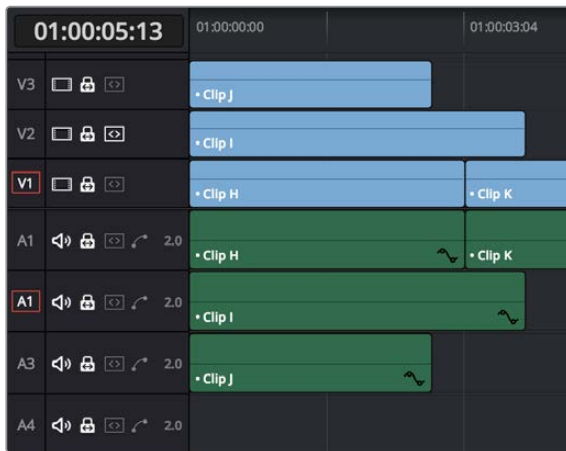 01:00:05:13 01:00:00:00 01:00:03:04
V3 • Clip J
V2 • Clip I
V1 • Clip H • Clip K
A1 2.0 • Clip H • Clip K
A1 2.0 • Clip I
A3 2.0 • Clip J
A4 2.0